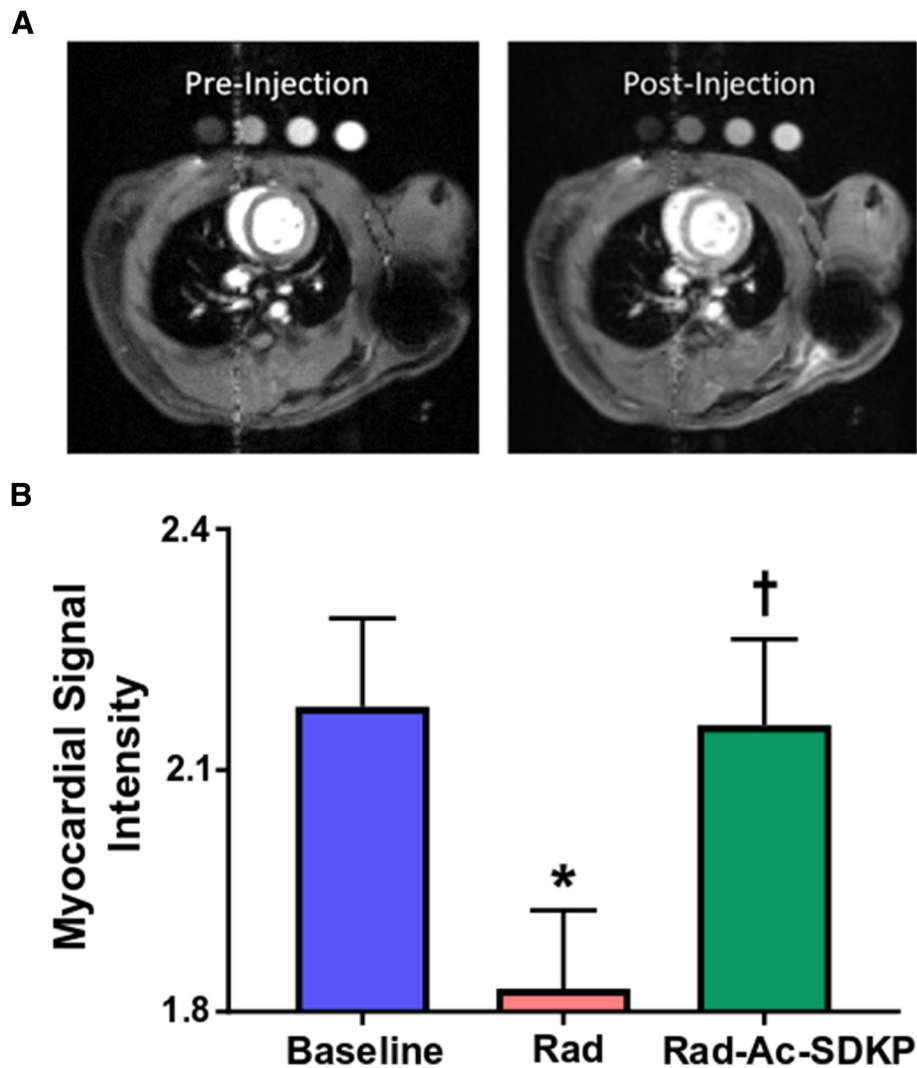 A
Pre-Injection
Post-Injection
B
Myocardial Signal
Intensity
2.4
2.1
1.8
*
†
Baseline
Rad
Rad-Ac-SDKP